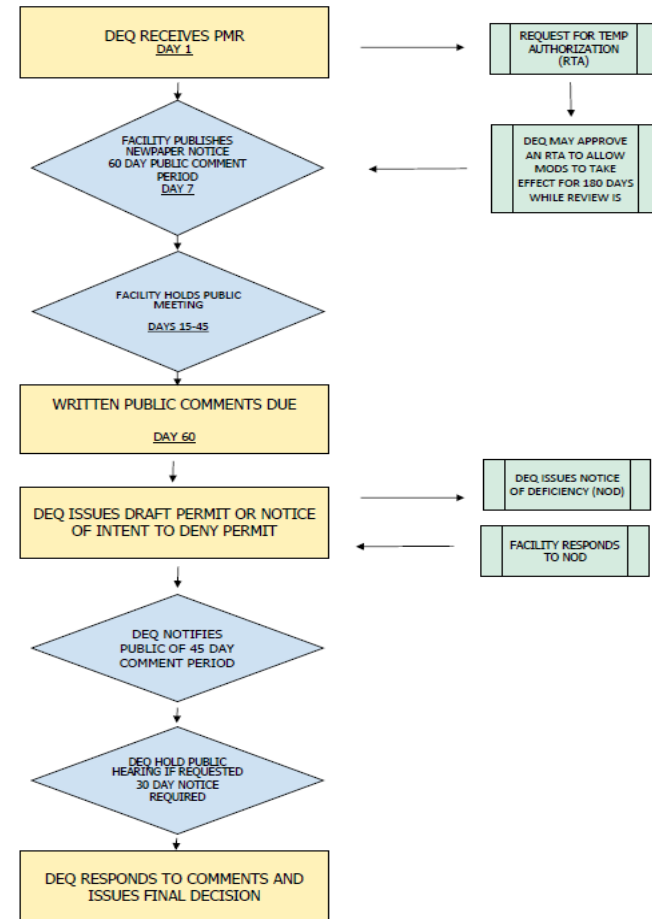 DEQ RECEIVES PMR
DAY 1
REQUEST FOR TEMP
AUTHORIZATION
(RTA)
FACILITY PUBLISHES
NEWPAPER NOTICE
60 DAY PUBLIC COMMENT
PERIOD
DAY 7
DEQ MAY APPROVE
AN RTA TO ALLOW
MODS TO TAKE
EFFECT FOR 180 DAYS
WHILE REVIEW IS
FACILITY HOLDS PUBLIC
MEETING
DAYS 15-45
WRITTEN PUBLIC COMMENTS DUE
DAY 60
DEQ ISSUES DRAFT PERMIT OR NOTICE
OF INTENT TO DENY PERMIT
DEQ ISSUES NOTICE
OF DEFICIENCY (NOD)
FACILITY RESPONDS
TO NOD
DEQ NOTIFIES
PUBLIC OF 45 DAY
COMMENT PERIOD
DEQ HOLD PUBLIC
HEARING IF REQUESTED
30 DAY NOTICE
REQUIRED
DEQ RESPONDS TO COMMENTS AND
ISSUES FINAL DECISION